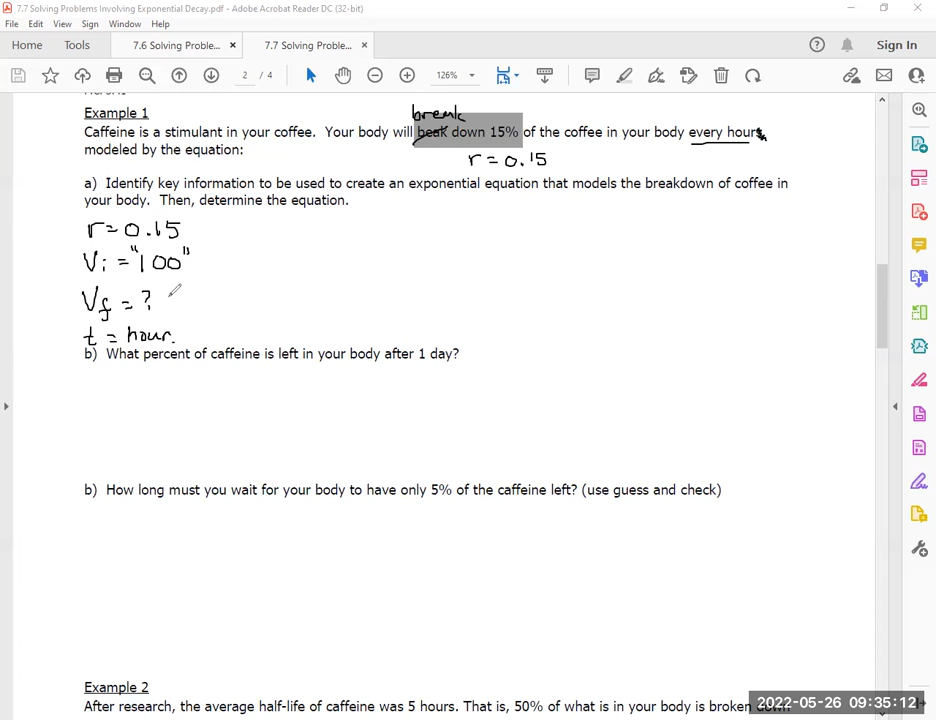 7.7 Solving Problems Involving Exponential Decay.pdf - Adobe Acrobat Reader DC (32-bit)
File Edit View Sign Window Help
Home Tools 7.6 Solving Proble... × 7.7 Solving Proble... × Sign In
2 / 4 126%
Example 1
break
Caffeine is a stimulant in your coffee. Your body will beak down 15% of the coffee in your body every hours,
modeled by the equation:
r = 0.15
a) Identify key information to be used to create an exponential equation that models the breakdown of coffee in
your body. Then, determine the equation.
r = 0.15
Vi = "100"
Vf = ?
t = hour.
b) What percent of caffeine is left in your body after 1 day?
b) How long must you wait for your body to have only 5% of the caffeine left? (use guess and check)
Example 2
After research, the average half-life of caffeine was 5 hours. That is, 50% of what is in your body is broken down
2022-05-26 09:35:12